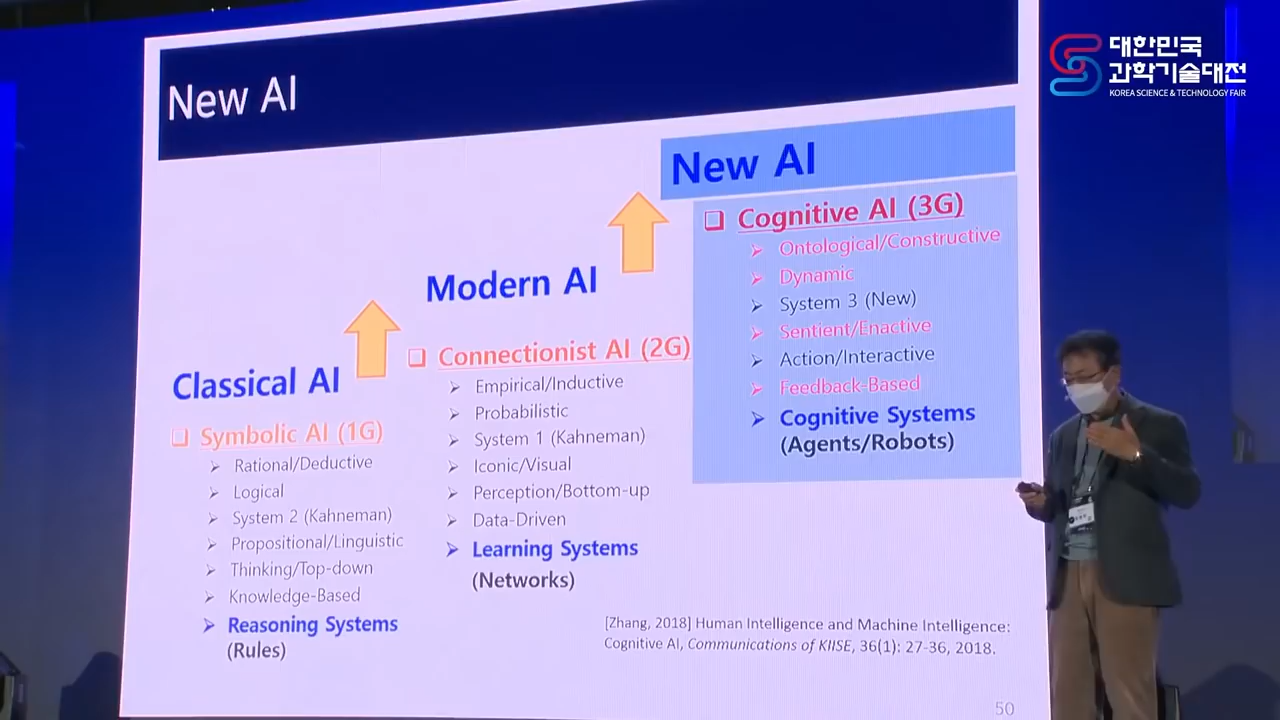 New AI
대한민국
과학기술대전
KOREA SCIENCE & TECHNOLOGY FAIR
Classical AI
Symbolic AI (1G)
Rational/Deductive
Logical
System 2 (Kahneman)
Propositional/Linguistic
Thinking/Top-down
Knowledge-Based
Reasoning Systems
(Rules)
Modern AI
Connectionist AI (2G)
Empirical/Inductive
Probabilistic
System 1 (Kahneman)
Iconic/Visual
Perception/Bottom-up
Data-Driven
Learning Systems
(Networks)
New AI
Cognitive AI (3G)
Ontological/Constructive
Dynamic
System 3 (New)
Sentient/Enactive
Action/Interactive
Feedback-Based
Cognitive Systems
(Agents/Robots)
[Zhang, 2018] Human Intelligence and Machine Intelligence:
Cognitive AI, Communications of KIISE, 36(1): 27-36, 2018.
50